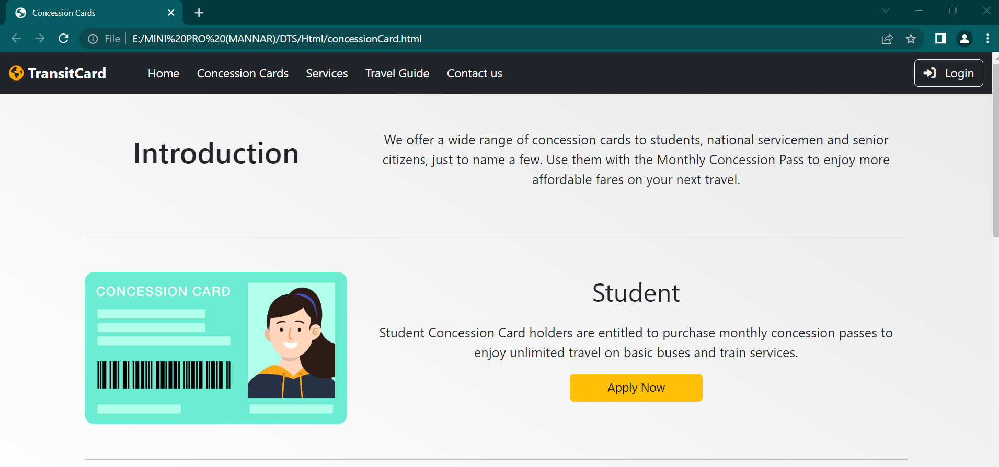 Concession Cards
File
E:/MINI%20PRO%20(MANNAR)/DTS/Html/concessionCard.html
TransitCard
Home
Concession Cards
Services
Travel Guide
Contact us
Login
Introduction
We offer a wide range of concession cards to students, national servicemen and senior
citizens, just to name a few. Use them with the Monthly Concession Pass to enjoy more
affordable fares on your next travel.
CONCESSION CARD
Student
Student Concession Card holders are entitled to purchase monthly concession passes to
enjoy unlimited travel on basic buses and train services.
Apply Now